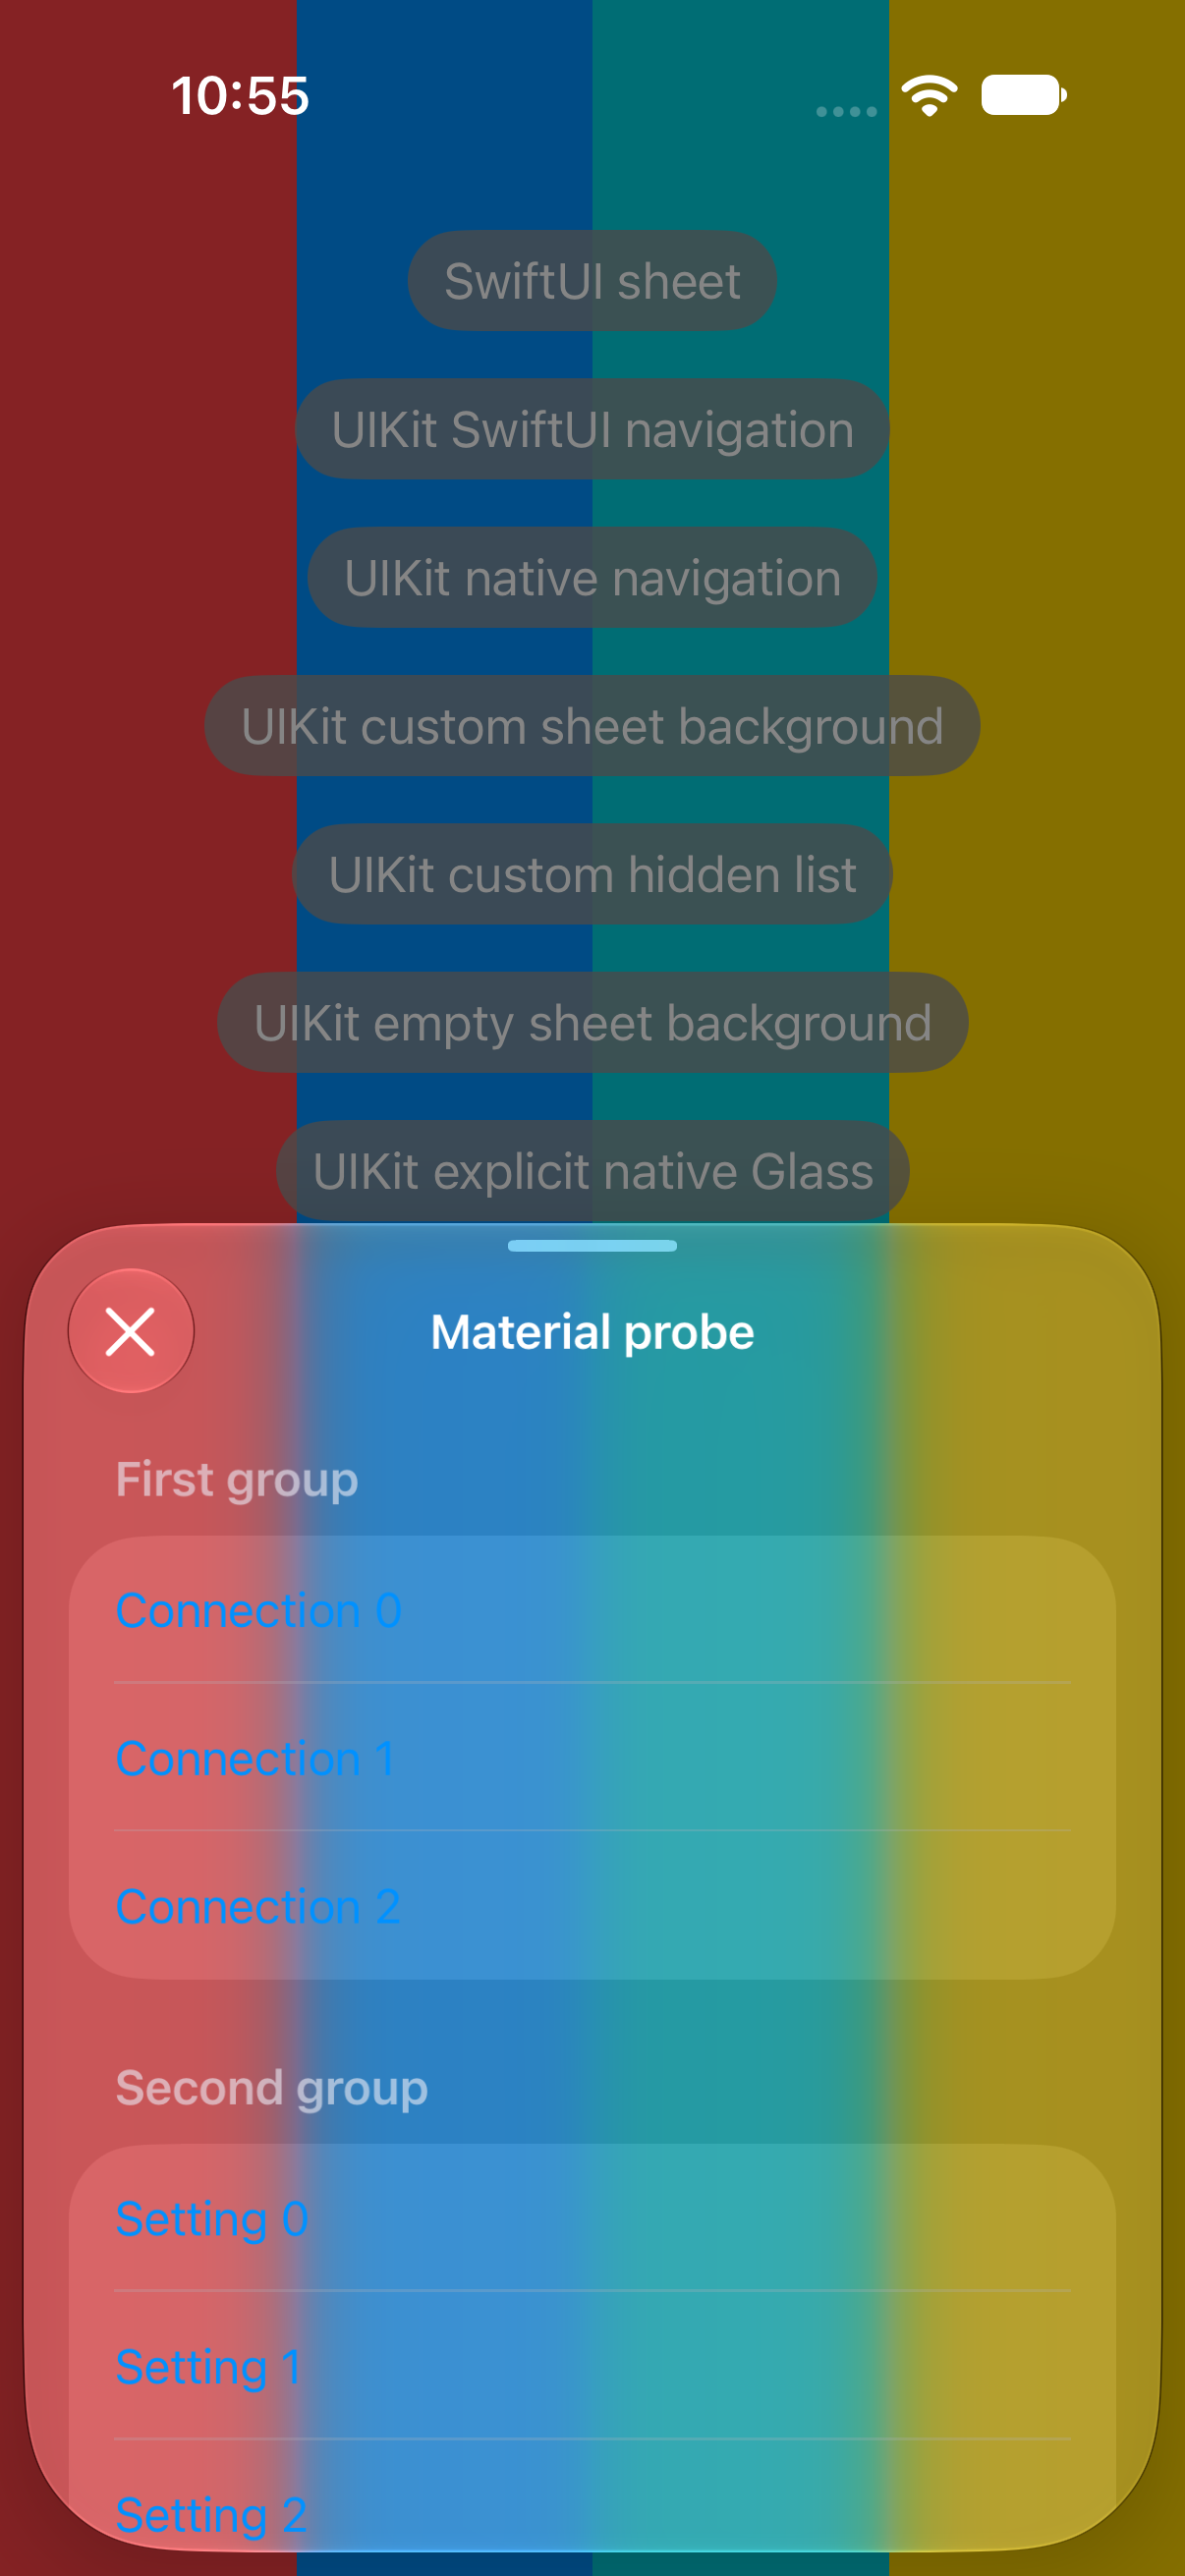 10:55
SwiftUI sheet
UIKit SwiftUI navigation
UIKit native navigation
UIKit custom sheet background
UIKit custom hidden list
UIKit empty sheet background
UIKit explicit native Glass
Material probe
First group
Connection 0
Connection 1
Connection 2
Second group
Setting 0
Setting 1
Setting 2